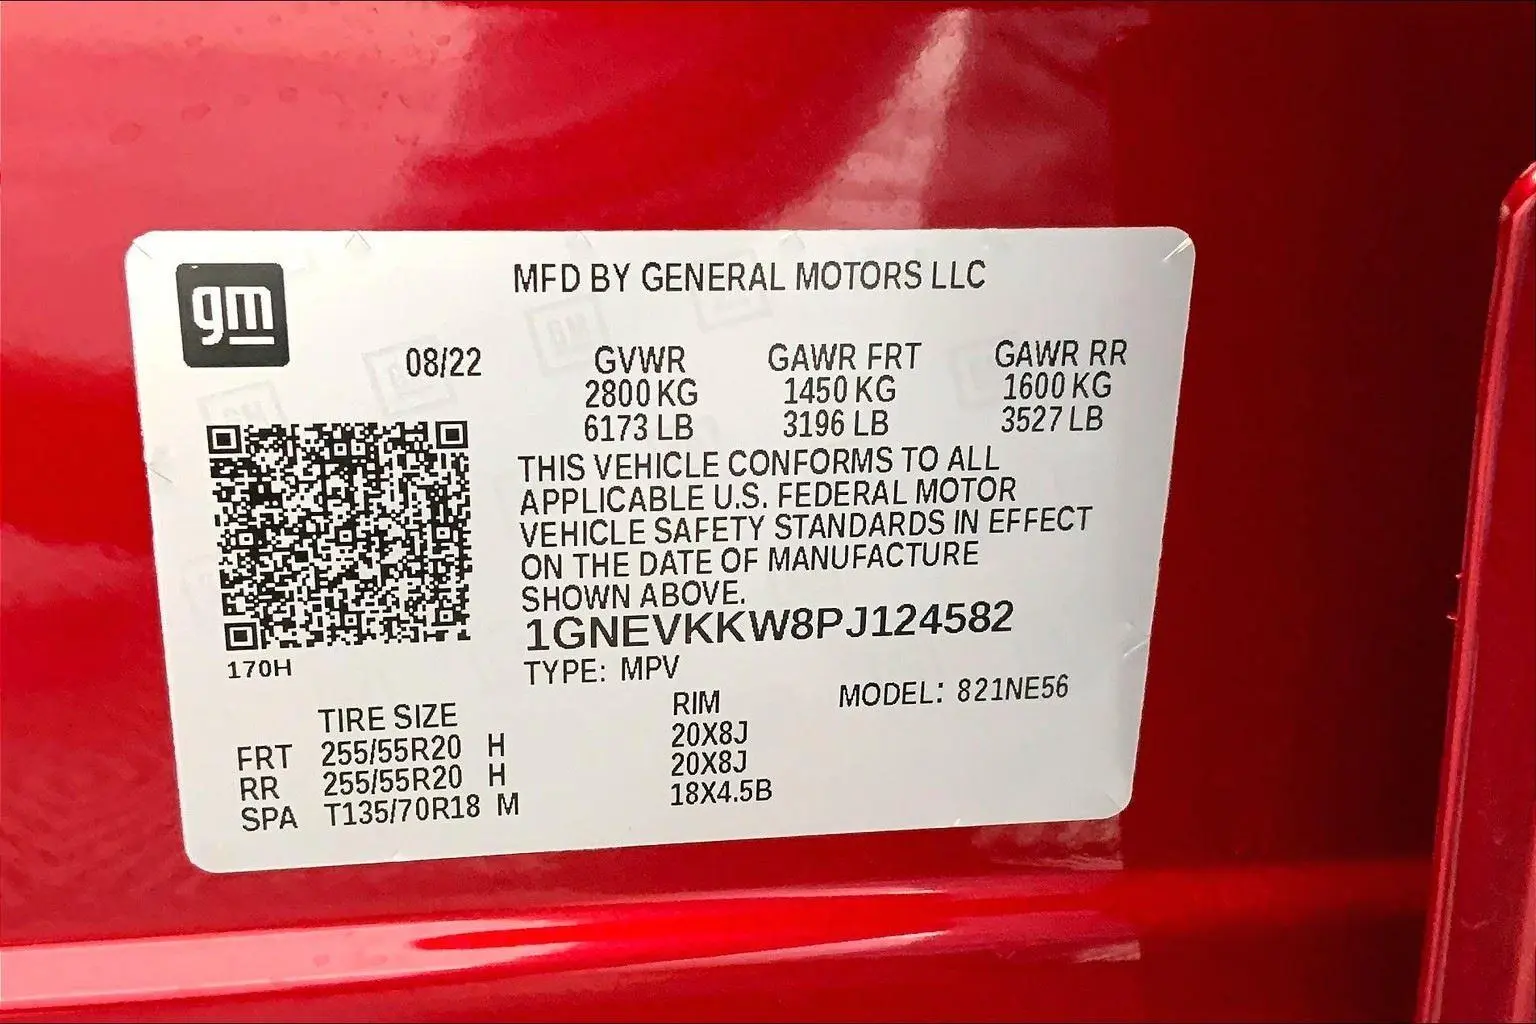 gm
MFD BY GENERAL MOTORS LLC
08/22 GVWR GAWR FRT GAWR RR
2800 KG 1450 KG 1600 KG
6173 LB 3196 LB 3527 LB
THIS VEHICLE CONFORMS TO ALL
APPLICABLE U.S. FEDERAL MOTOR
VEHICLE SAFETY STANDARDS IN EFFECT
ON THE DATE OF MANUFACTURE
SHOWN ABOVE.
1GNEVKKW8PJ124582
170H
TYPE: MPV
MODEL: 821NE56
TIRE SIZE RIM
FRT 255/55R20 H 20X8J
RR 255/55R20 H 20X8J
SPA T135/70R18 M 18X4.5B